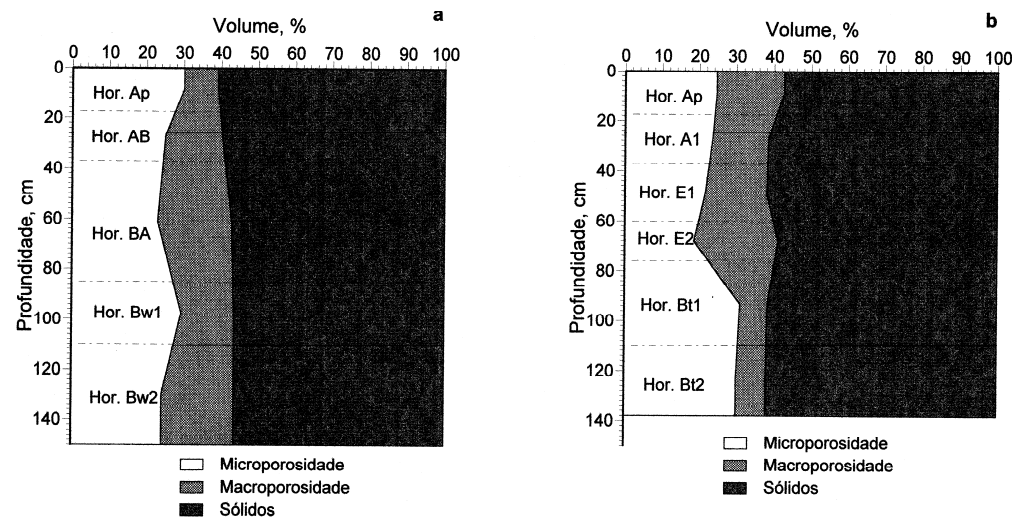 a
Volume, %
0 10 20 30 40 50 60 70 80 90 100
Profundidade, cm
0
20
40
60
80
100
120
140
Hor. Ap
Hor. AB
Hor. BA
Hor. Bw1
Hor. Bw2
Microporosidade
Macroporosidade
Sólidos
b
Volume, %
0 10 20 30 40 50 60 70 80 90 100
Profundidade, cm
0
20
40
60
80
100
120
140
Hor. Ap
Hor. A1
Hor. E1
Hor. E2
Hor. Bt1
Hor. Bt2
Microporosidade
Macroporosidade
Sólidos